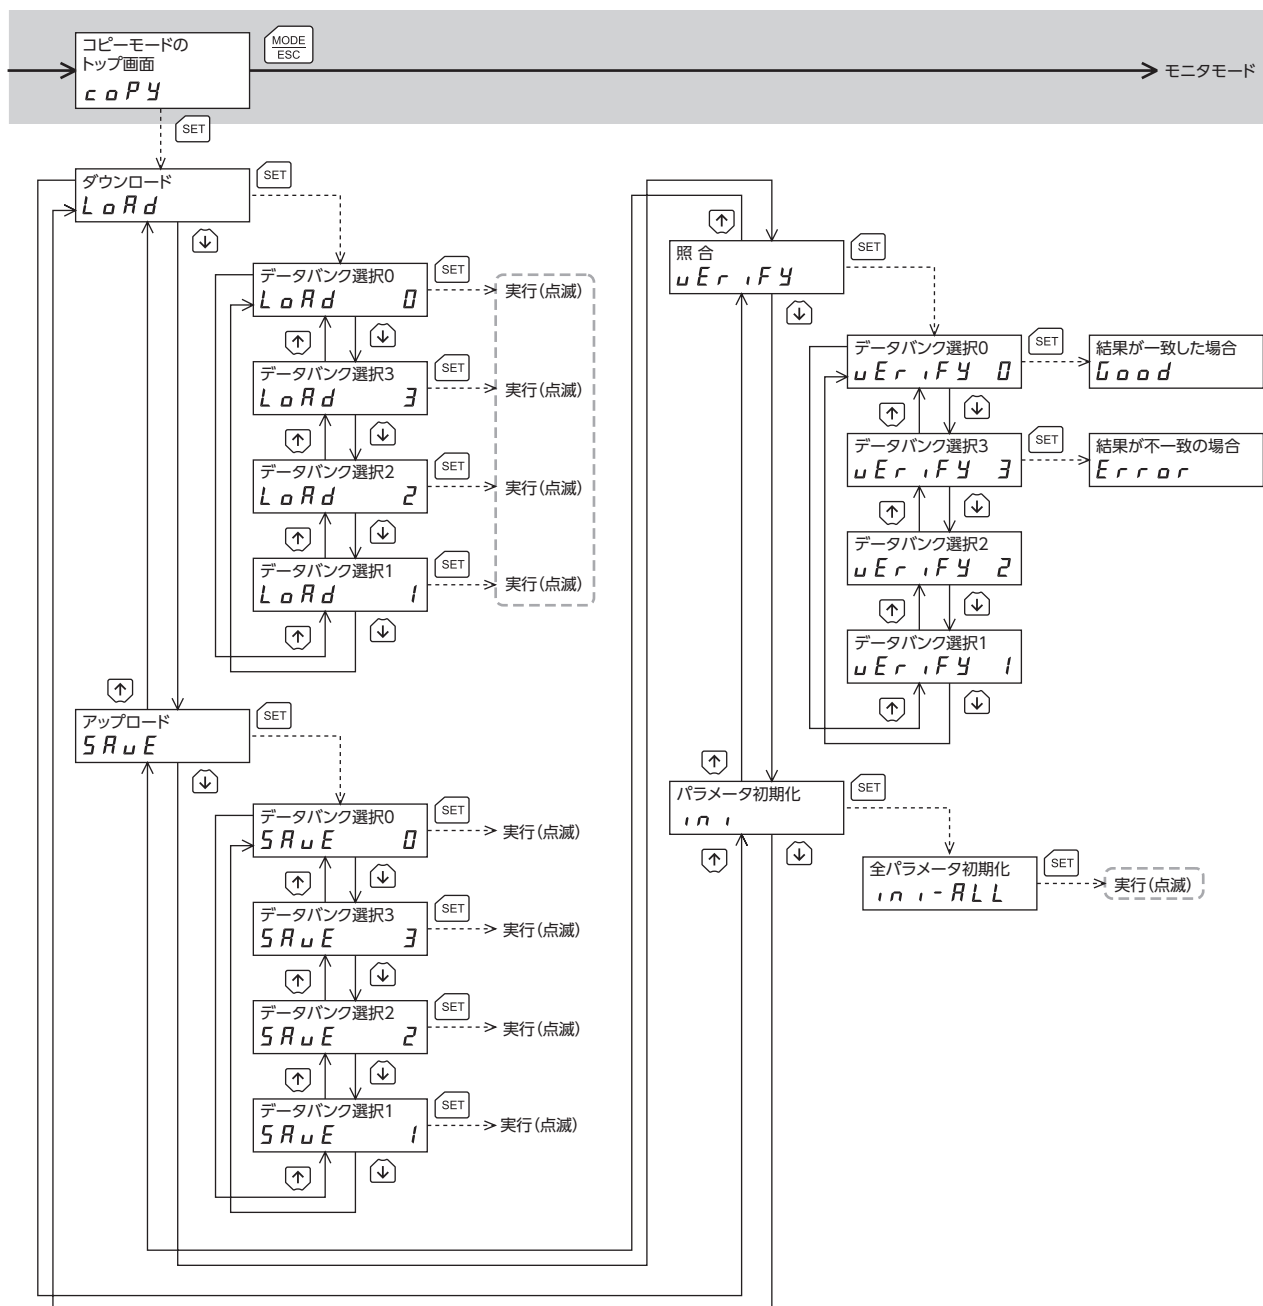 コピーモードの
トップ画面
coPY
MODE
ESC
モニタモード
SET
ダウンロード
LoAd
SET
データバンク選択0
LoAd 0
SET
実行(点滅)
データバンク選択3
LoAd 3
SET
実行(点滅)
データバンク選択2
LoAd 2
SET
実行(点滅)
データバンク選択1
LoAd 1
SET
実行(点滅)
アップロード
SAvE
SET
データバンク選択0
SAvE 0
SET
実行(点滅)
データバンク選択3
SAvE 3
SET
実行(点滅)
データバンク選択2
SAvE 2
SET
実行(点滅)
データバンク選択1
SAvE 1
SET
実行(点滅)
照 合
vEriFY
SET
データバンク選択0
vEriFY 0
SET
結果が一致した場合
Good
データバンク選択3
vEriFY 3
SET
結果が不一致の場合
Error
データバンク選択2
vEriFY 2
データバンク選択1
vEriFY 1
パラメータ初期化
ini
SET
全パラメータ初期化
ini-ALL
SET
実行(点滅)